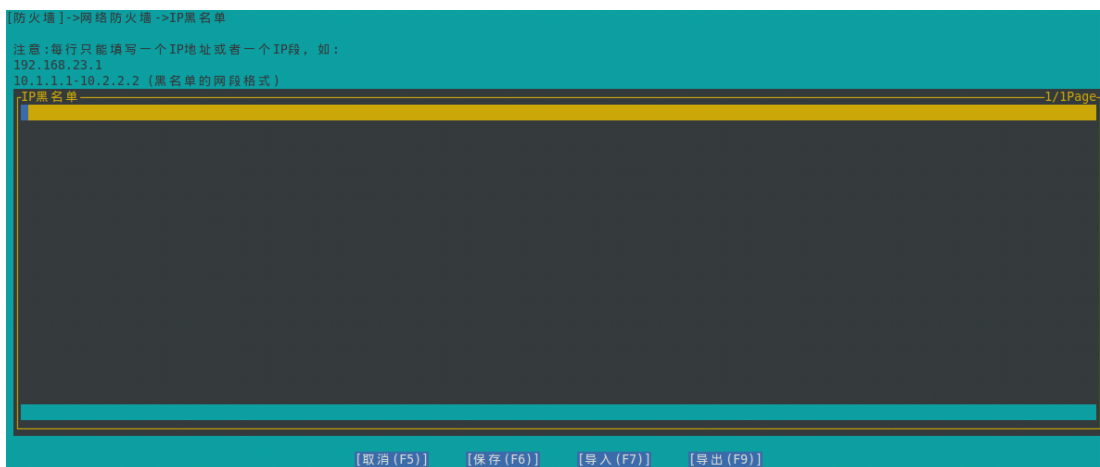 [防火墙]->网络防火墙->IP黑名单
注意:每行只能填写一个IP地址或者一个IP段, 如:
192.168.23.1
10.1.1.1-10.2.2.2 (黑名单的网段格式)
IP黑名单 1/1Page
[取消(F5)] [保存(F6)] [导入(F7)] [导出(F9)]